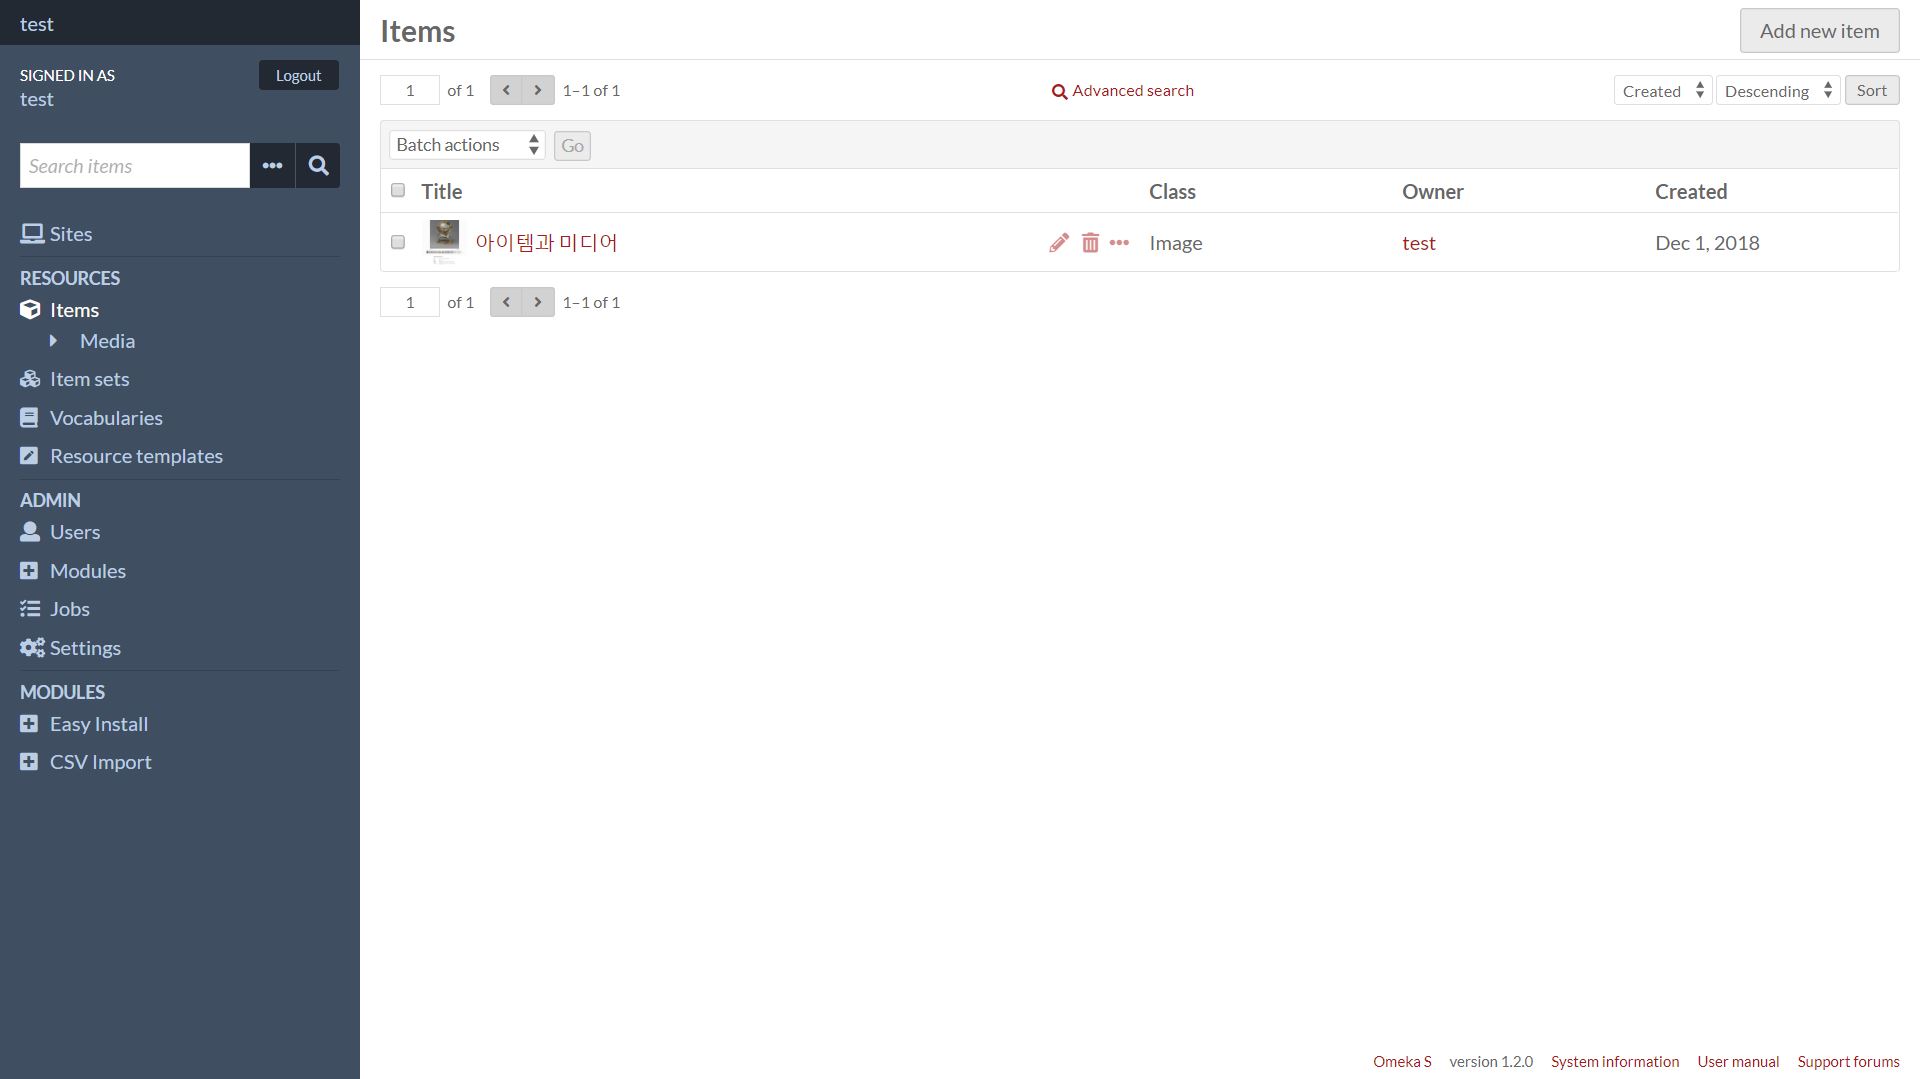 test
SIGNED IN AS
test
Logout
Search items
Sites
RESOURCES
Items
Media
Item sets
Vocabularies
Resource templates
ADMIN
Users
Modules
Jobs
Settings
MODULES
Easy Install
CSV Import
Items
Add new item
1 of 1 1–1 of 1
Advanced search
Created Descending Sort
Batch actions Go
Title Class Owner Created
아이템과 미디어 Image test Dec 1, 2018
1 of 1 1–1 of 1
Omeka S version 1.2.0 System information User manual Support forums